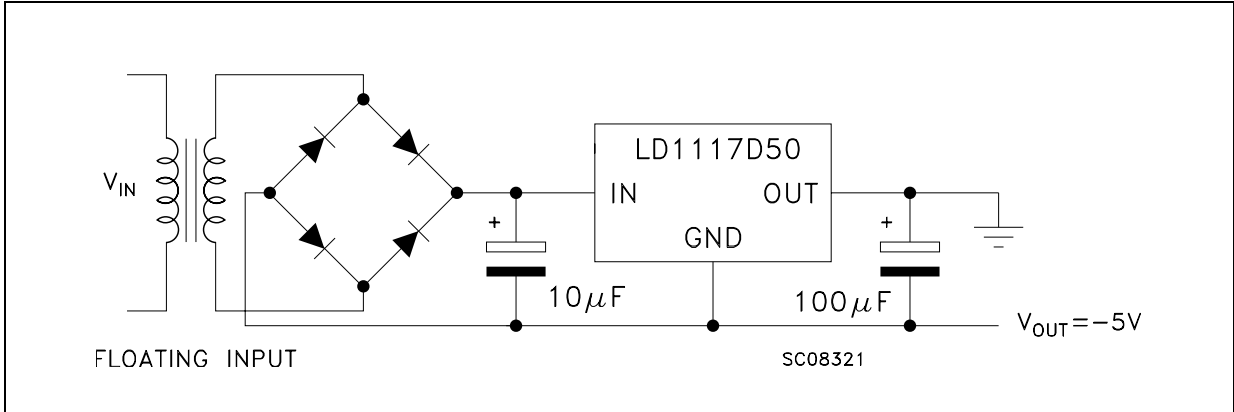 LD1117D50
V_IN
IN
OUT
+
+
GND
10μF
100μF
V_OUT=-5V
FLOATING INPUT
SC08321